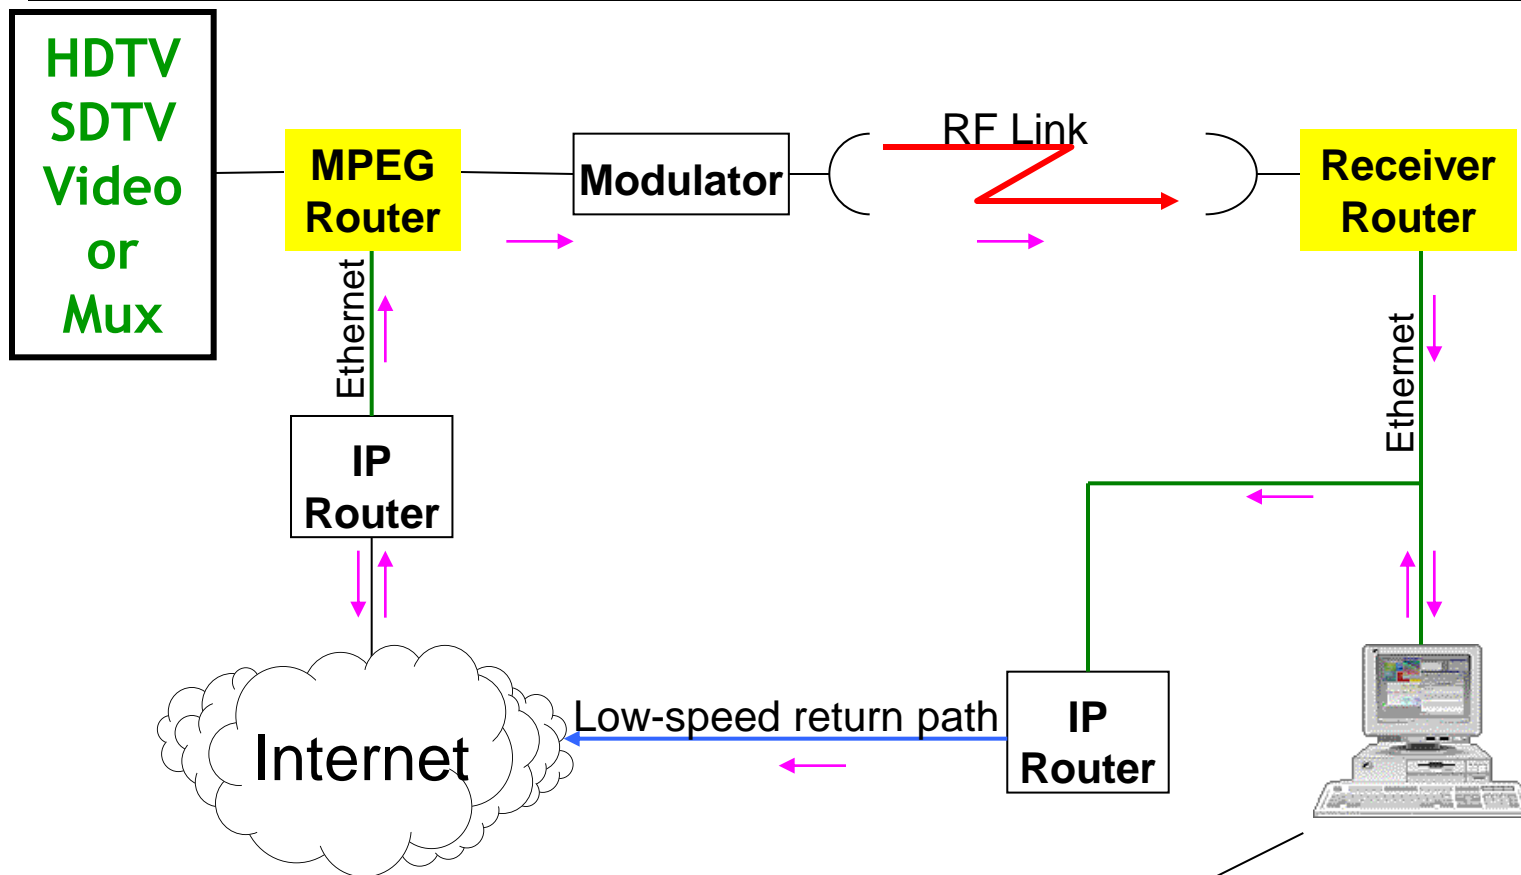 HDTV
SDTV
Video
or
Mux
MPEG
Router
Modulator
RF Link
Receiver
Router
Ethernet
Ethernet
IP
Router
Internet
Low-speed return path
IP
Router